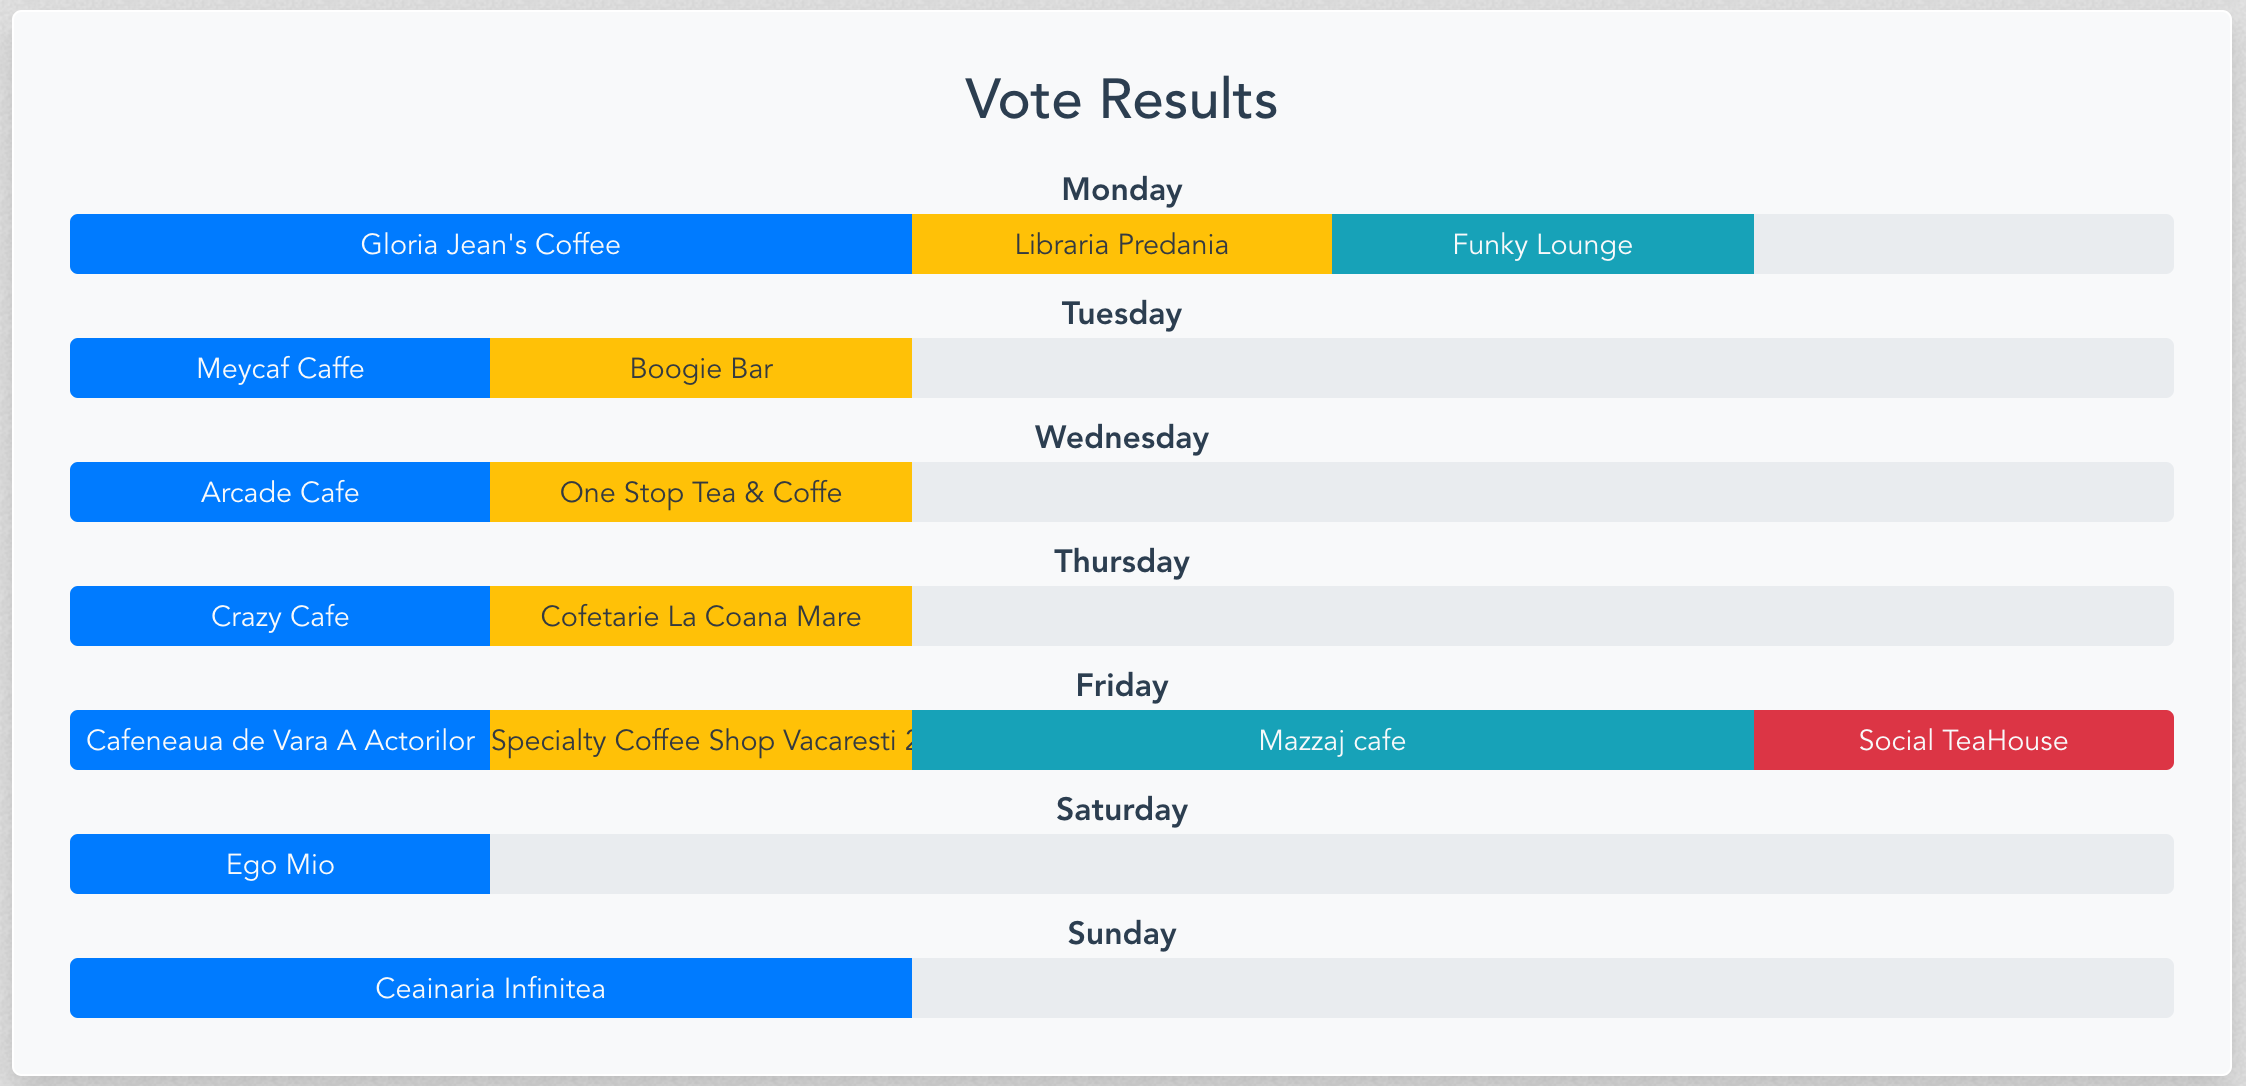 Vote Results
Monday
Gloria Jean's Coffee Libraria Predania Funky Lounge
Tuesday
Meycaf Caffe Boogie Bar
Wednesday
Arcade Cafe One Stop Tea & Coffe
Thursday
Crazy Cafe Cofetarie La Coana Mare
Friday
Cafeneaua de Vara A Actorilor Specialty Coffee Shop Vacaresti Mazzaj cafe Social TeaHouse
Saturday
Ego Mio
Sunday
Ceainaria Infinitea